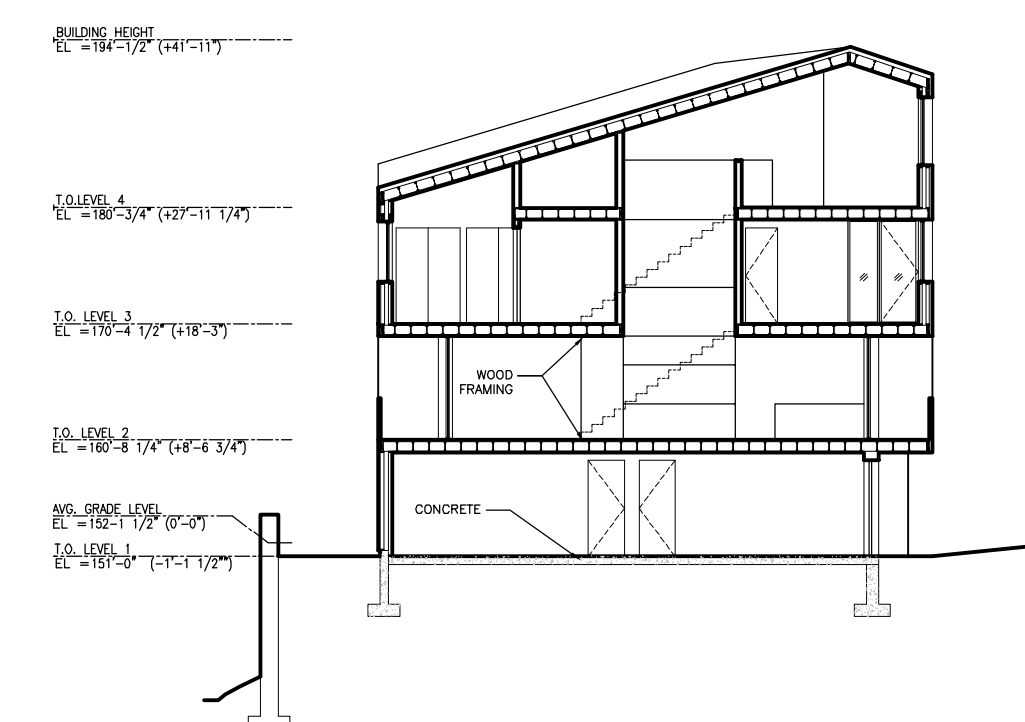 BUILDING HEIGHT
EL =194'-1/2" (+41'-11")
T.O.LEVEL 4
EL =180'-3/4" (+27'-11 1/4")
T.O. LEVEL 3
EL =170'-4 1/2" (+18'-3")
WOOD
FRAMING
T.O. LEVEL 2
EL =160'-8 1/4" (+8'-6 3/4")
AVG. GRADE LEVEL
EL =152-1 1/2" (0'-0")
CONCRETE
T.O. LEVEL 1
EL =151'-0" (-1'-1 1/2"")